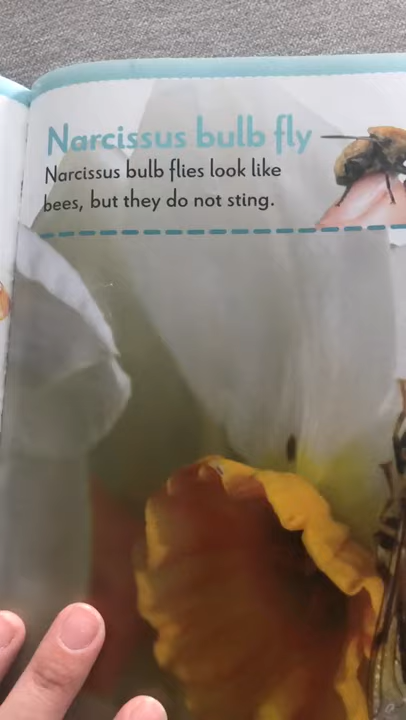 Narcissus bulb fly
Narcissus bulb flies look like
bees, but they do not sting.